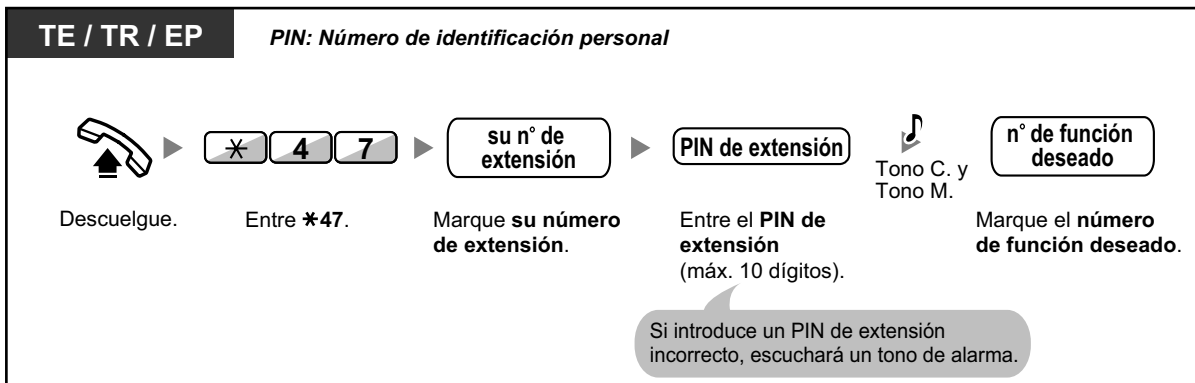 TE / TR / EP
PIN: Número de identificación personal
* 4 7
su n° de
extensión
PIN de extensión
Tono C. y
Tono M.
n° de función
deseado
Descuelgue.
Entre *47.
Marque su número
de extensión.
Entre el PIN de
extensión
(máx. 10 dígitos).
Marque el número
de función deseado.
Si introduce un PIN de extensión
incorrecto, escuchará un tono de alarma.